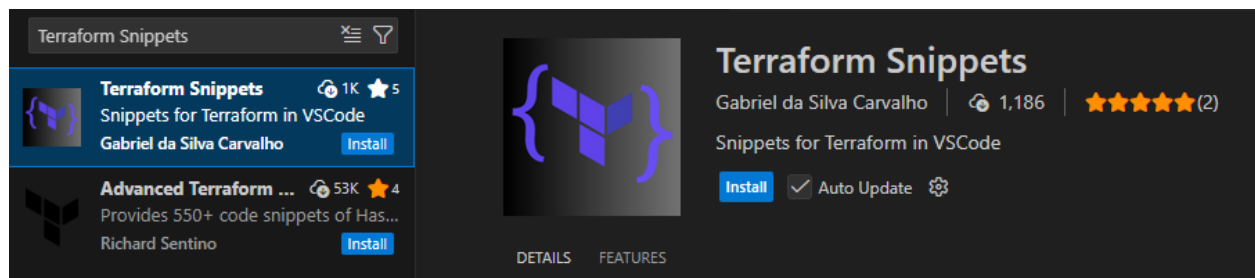 Terraform Snippets
Terraform Snippets 1K 5
Snippets for Terraform in VSCode
Gabriel da Silva Carvalho Install
Advanced Terraform ... 53K 4
Provides 550+ code snippets of Has...
Richard Sentino Install
Terraform Snippets
Gabriel da Silva Carvalho 1,186 (2)
Snippets for Terraform in VSCode
Install Auto Update
DETAILS FEATURES